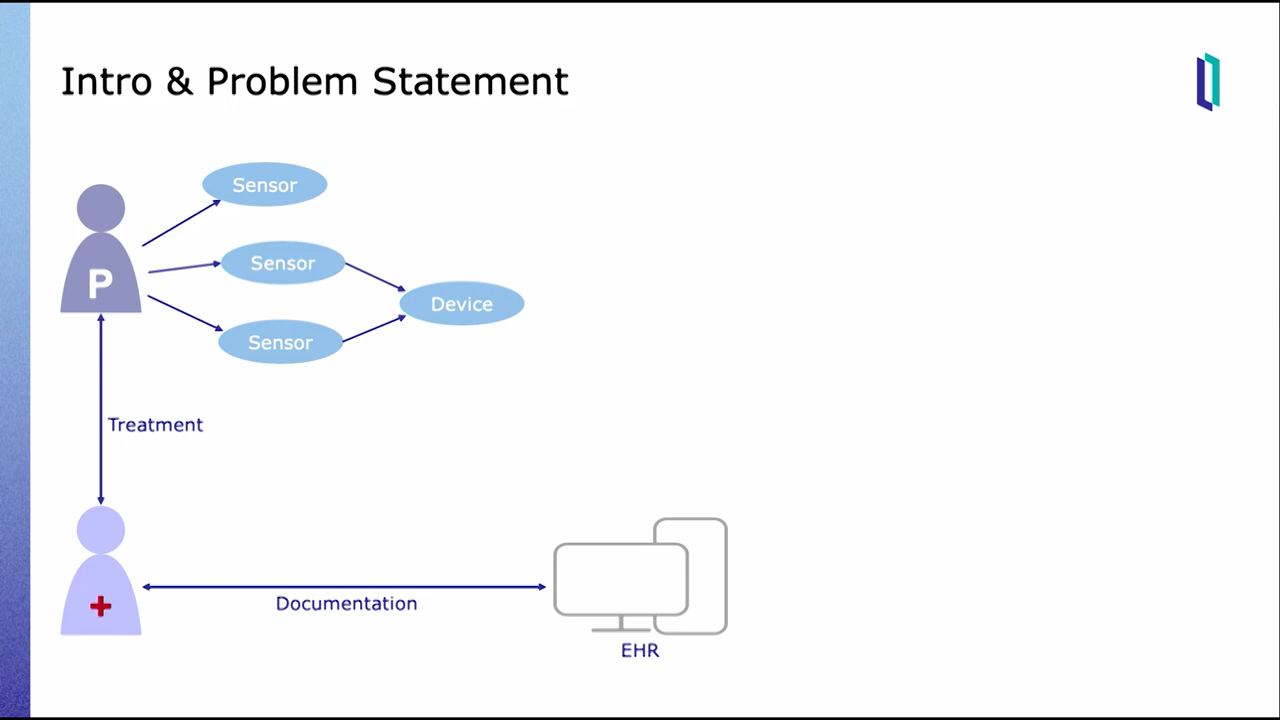 Intro & Problem Statement
Sensor
P
Sensor
Device
Sensor
Treatment
Documentation
EHR